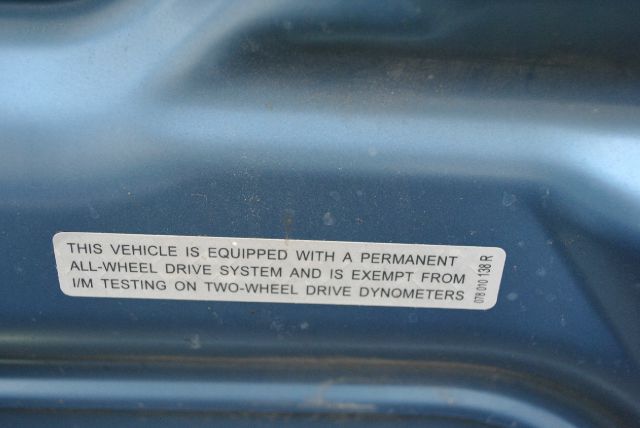 THIS VEHICLE IS EQUIPPED WITH A PERMANENT
ALL-WHEEL DRIVE SYSTEM AND IS EXEMPT FROM
I/M TESTING ON TWO-WHEEL DRIVE DYNOMETERS
078 010 138 R